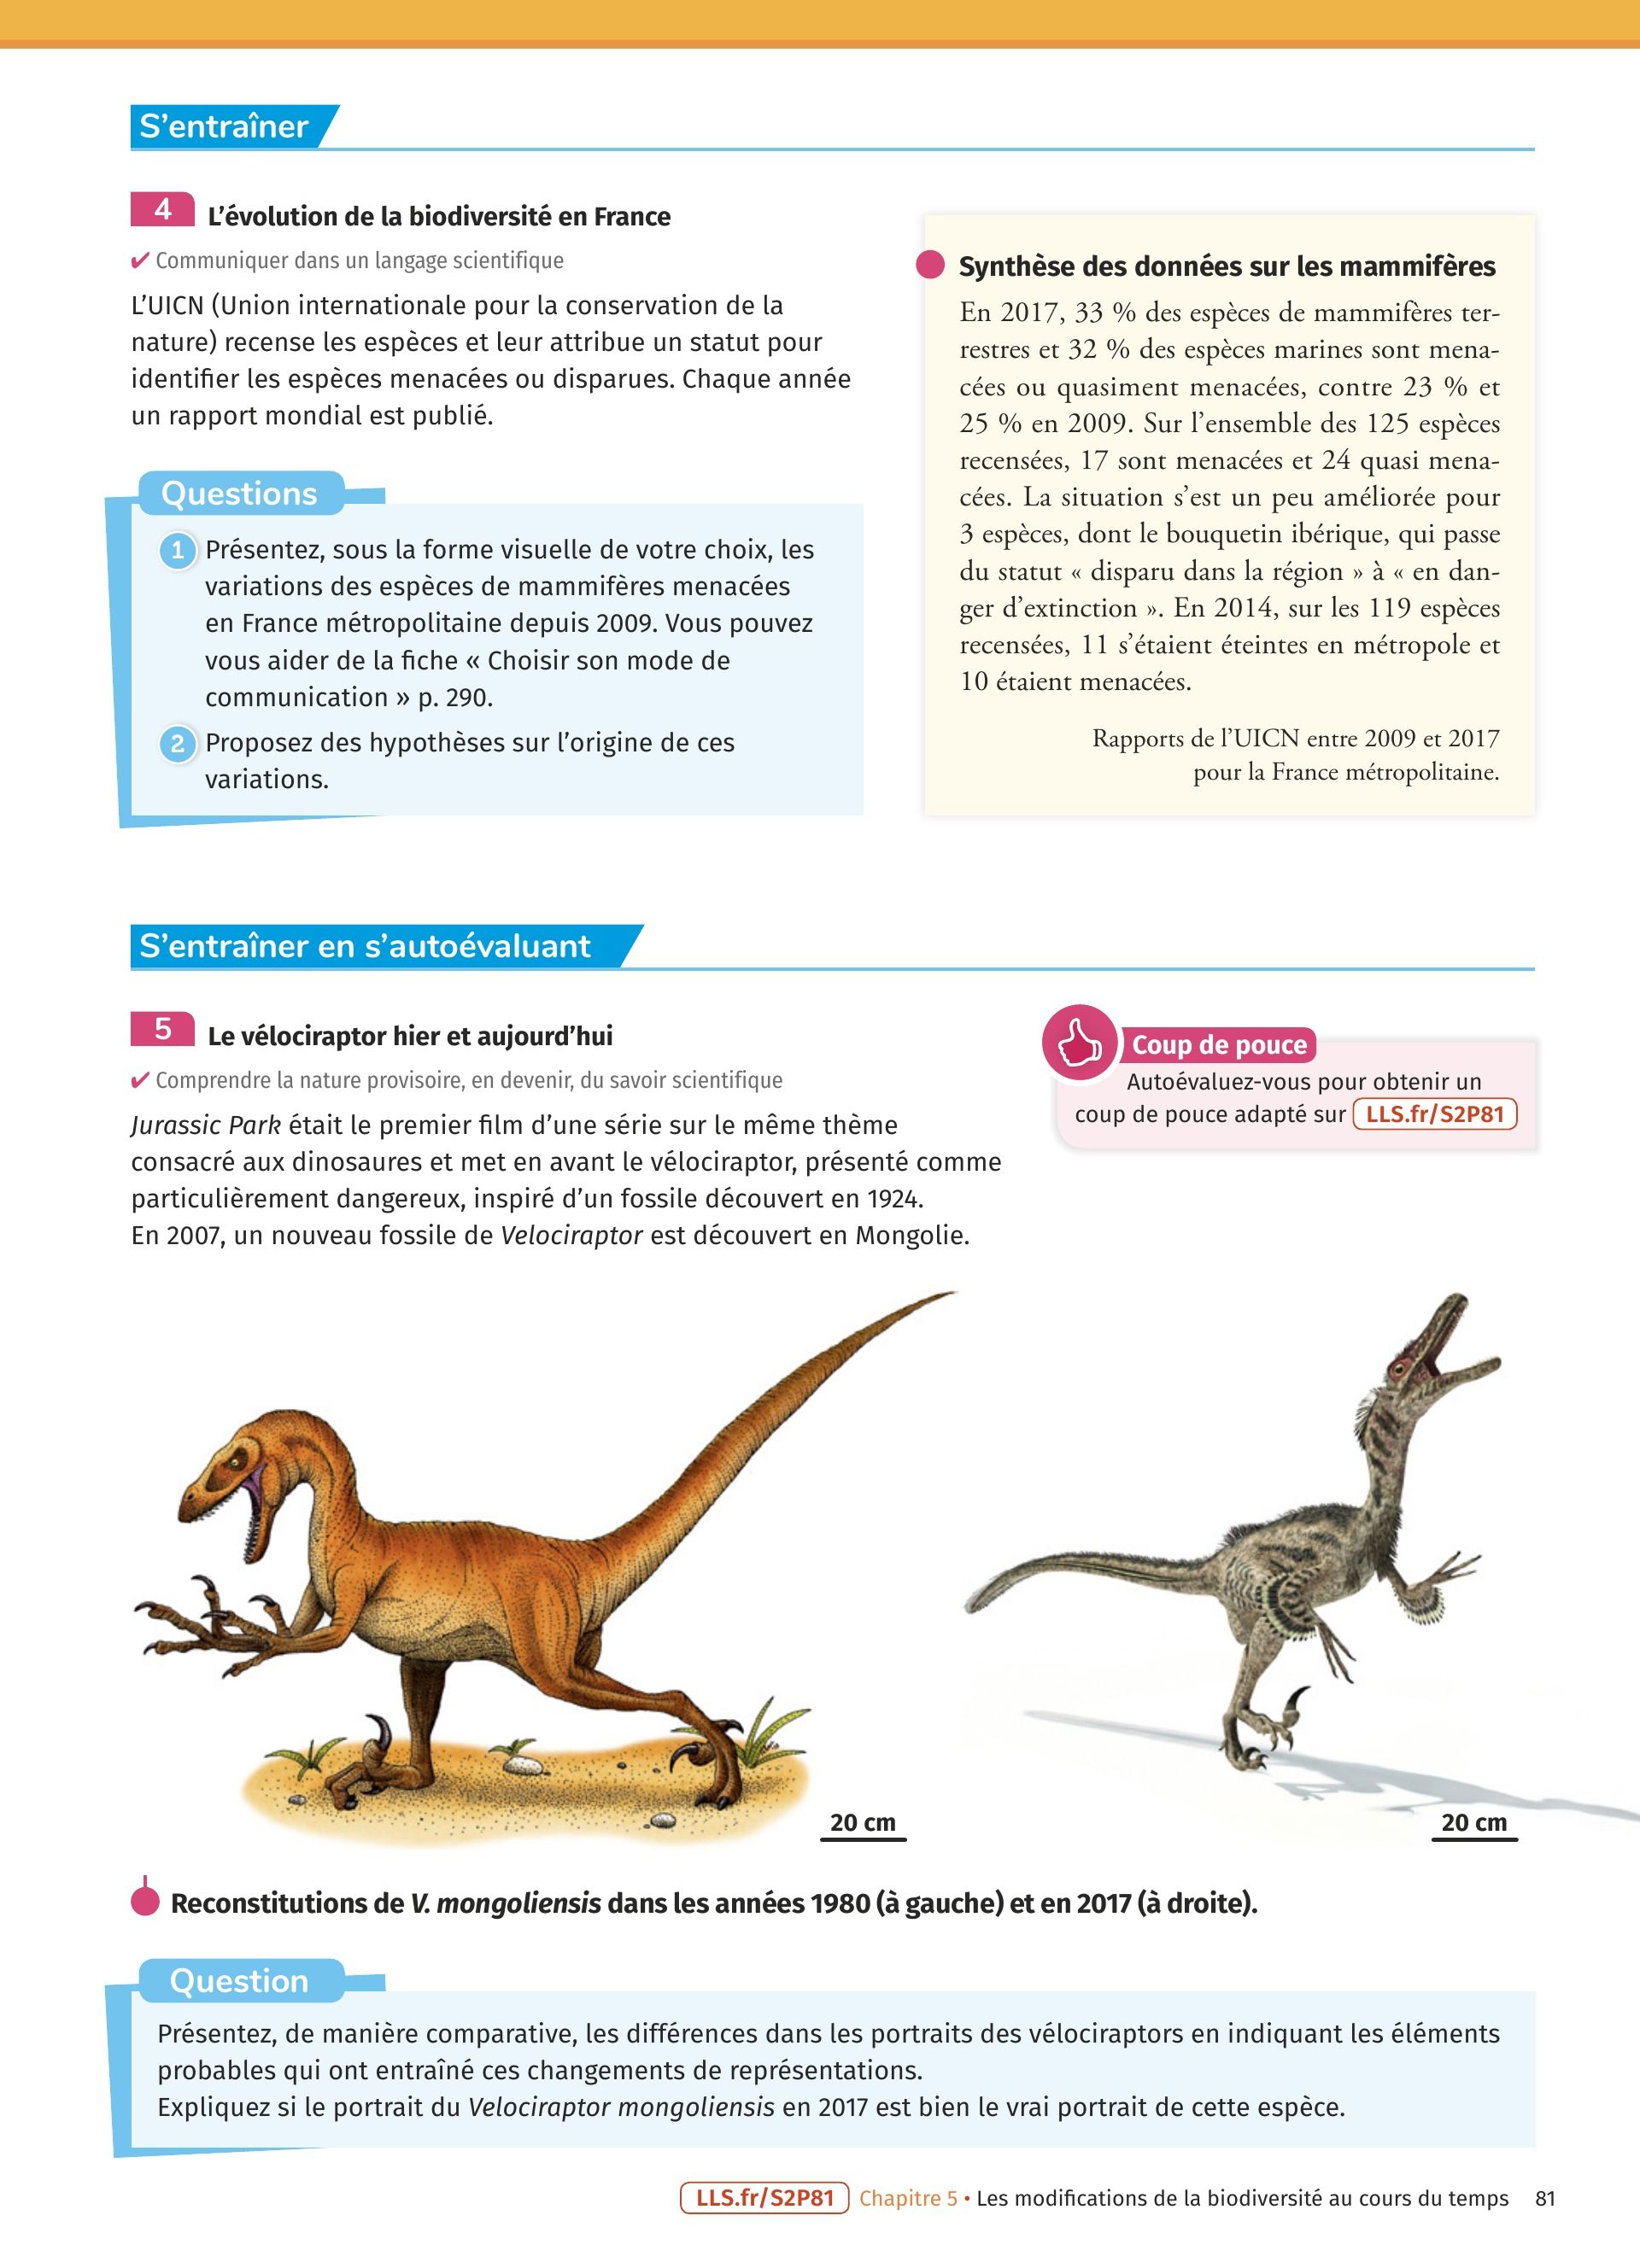 S'entraîner
4
L'évolution de la biodiversité en France
✔ Communiquer dans un langage scientifique
L'UICN (Union internationale pour la conservation de la
nature) recense les espèces et leur attribue un statut pour
identifier les espèces menacées ou disparues. Chaque année
un rapport mondial est publié.
Questions
1 Présentez, sous la forme visuelle de votre choix, les
variations des espèces de mammifères menacées
en France métropolitaine depuis 2009. Vous pouvez
vous aider de la fiche « Choisir son mode de
communication » p. 290.
2 Proposez des hypothèses sur l'origine de ces
variations.
Synthèse des données sur les mammifères
En 2017, 33 % des espèces de mammifères ter-
restres et 32 % des espèces marines sont mena-
cées ou quasiment menacées, contre 23 % et
25 % en 2009. Sur l'ensemble des 125 espèces
recensées, 17 sont menacées et 24 quasi mena-
cées. La situation s'est un peu améliorée pour
3 espèces, dont le bouquetin ibérique, qui passe
du statut « disparu dans la région » à « en dan-
ger d'extinction ». En 2014, sur les 119 espèces
recensées, 11 s'étaient éteintes en métropole et
10 étaient menacées.
Rapports de l'UICN entre 2009 et 2017
pour la France métropolitaine.
S'entraîner en s'autoévaluant
5
Le vélociraptor hier et aujourd'hui
✔ Comprendre la nature provisoire, en devenir, du savoir scientifique
Jurassic Park était le premier film d'une série sur le même thème
consacré aux dinosaures et met en avant le vélociraptor, présenté comme
particulièrement dangereux, inspiré d'un fossile découvert en 1924.
En 2007, un nouveau fossile de Velociraptor est découvert en Mongolie.
Coup de pouce
Autoévaluez-vous pour obtenir un
coup de pouce adapté sur LLS.fr/S2P81
20 cm
20 cm
Reconstitutions de V. mongoliensis dans les années 1980 (à gauche) et en 2017 (à droite).
Question
Présentez, de manière comparative, les différences dans les portraits des vélociraptors en indiquant les éléments
probables qui ont entraîné ces changements de représentations.
Expliquez si le portrait du Velociraptor mongoliensis en 2017 est bien le vrai portrait de cette espèce.
LLS.fr/S2P81 Chapitre 5 • Les modifications de la biodiversité au cours du temps 81